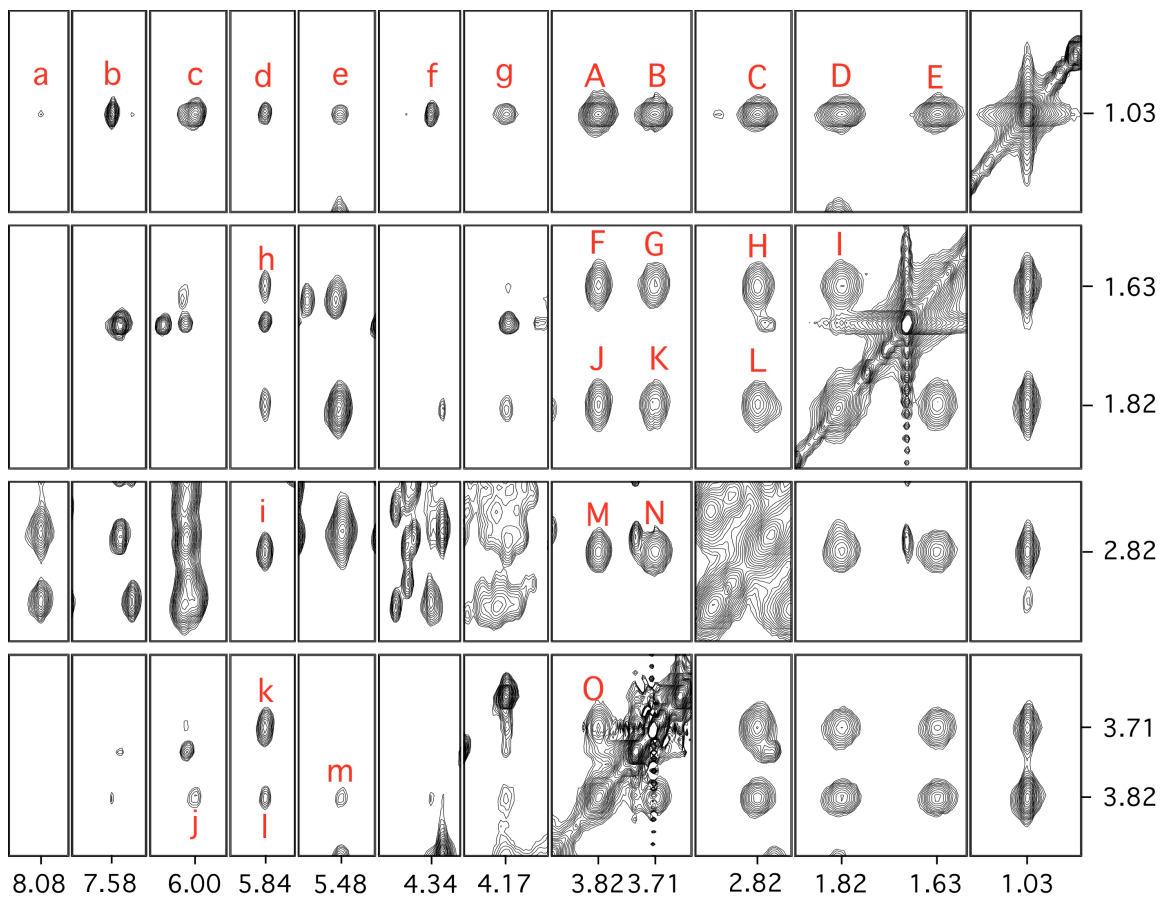 a b c d e f g A B C D E
1.03
h F G H I
1.63
J K L
1.82
i M N
2.82
k O
3.71
m
3.82
j l
8.08 7.58 6.00 5.84 5.48 4.34 4.17 3.82 3.71 2.82 1.82 1.63 1.03